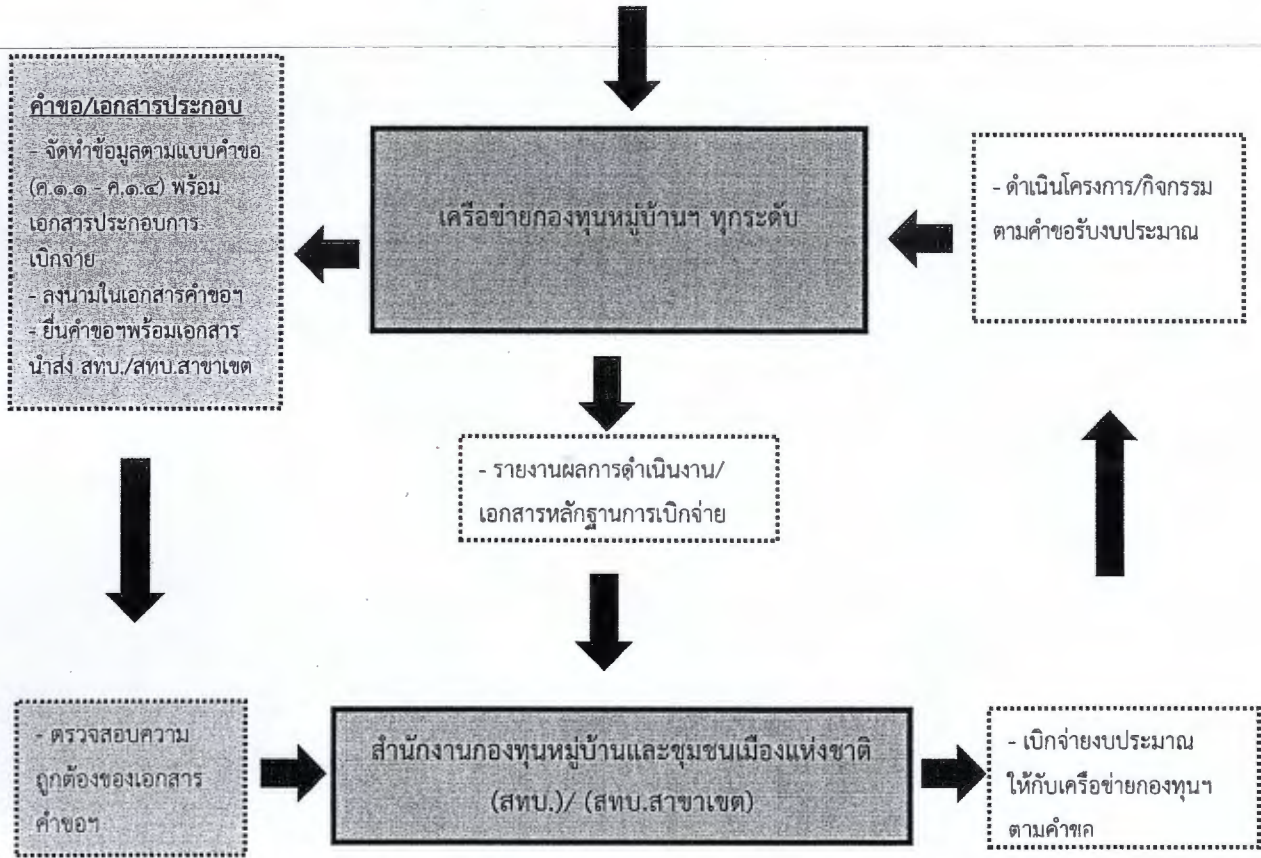 คำขอ/เอกสารประกอบ
- จัดทำข้อมูลตามแบบคำขอ
(ค.๑.๑ - ค.๑.๔) พร้อม
เอกสารประกอบการ
เบิกจ่าย
- ลงนามในเอกสารคำขอฯ
- ยื่นคำขอฯพร้อมเอกสาร
นำส่ง สทบ./สทบ.สาขาเขต
เครือข่ายกองทุนหมู่บ้านฯ ทุกระดับ
- ดำเนินโครงการ/กิจกรรม
ตามคำขอรับงบประมาณ
- รายงานผลการดำเนินงาน/
เอกสารหลักฐานการเบิกจ่าย
- ตรวจสอบความ
ถูกต้องของเอกสาร
คำขอฯ
สำนักงานกองทุนหมู่บ้านและชุมชนเมืองแห่งชาติ
(สทบ.)/ (สทบ.สาขาเขต)
- เบิกจ่ายงบประมาณ
ให้กับเครือข่ายกองทุนฯ
ตามคำขอ